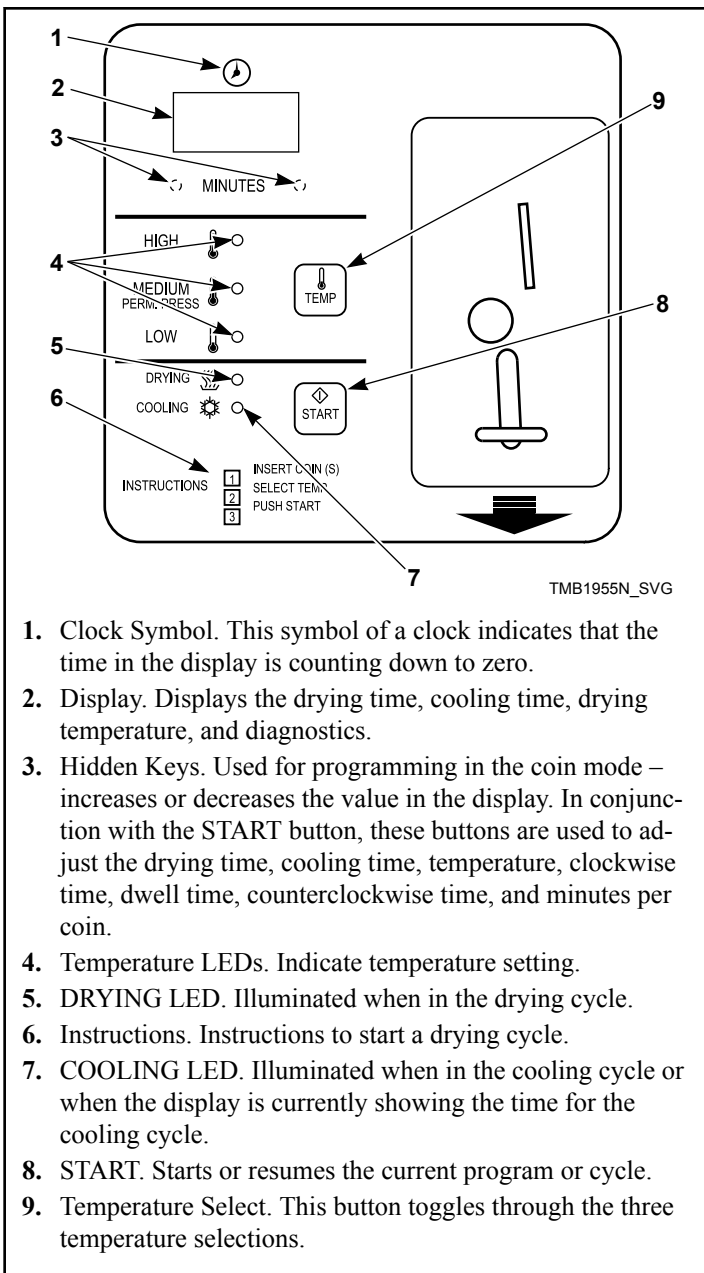 1
2
9
3
MINUTES
HIGH
4
MEDIUM
PERM. PRESS
TEMP
LOW
8
5
DRYING
6
COOLING
START
INSTRUCTIONS
1 INSERT COIN (S)
2 SELECT TEMP
3 PUSH START
7
TMB1955N_SVG
1. Clock Symbol. This symbol of a clock indicates that the
time in the display is counting down to zero.
2. Display. Displays the drying time, cooling time, drying
temperature, and diagnostics.
3. Hidden Keys. Used for programming in the coin mode –
increases or decreases the value in the display. In conjunc-
tion with the START button, these buttons are used to ad-
just the drying time, cooling time, temperature, clockwise
time, dwell time, counterclockwise time, and minutes per
coin.
4. Temperature LEDs. Indicate temperature setting.
5. DRYING LED. Illuminated when in the drying cycle.
6. Instructions. Instructions to start a drying cycle.
7. COOLING LED. Illuminated when in the cooling cycle or
when the display is currently showing the time for the
cooling cycle.
8. START. Starts or resumes the current program or cycle.
9. Temperature Select. This button toggles through the three
temperature selections.